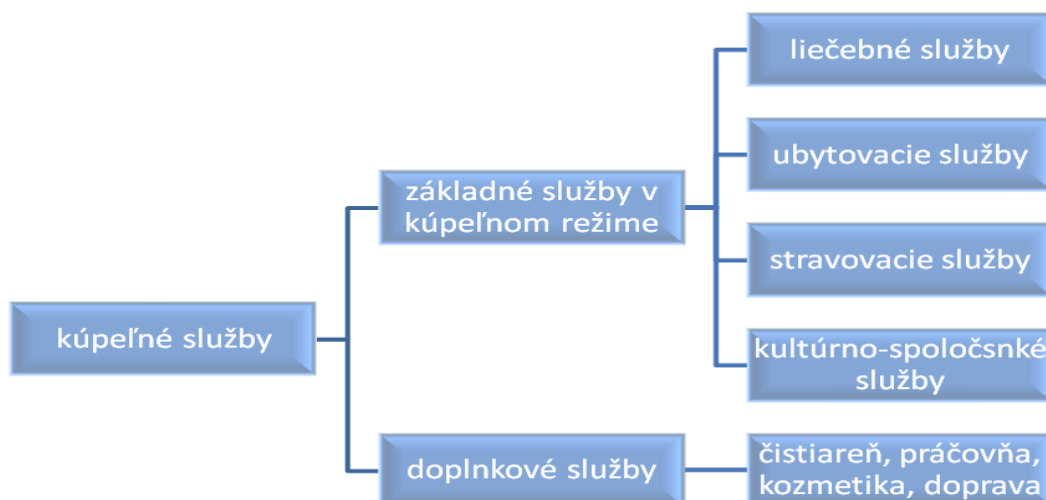 liečebné služby
ubytovacie služby
základné služby v
kúpeľnom režime
stravovacie služby
kúpeľné služby
kultúrno-spoločsnké
služby
doplnkové služby
čistiareň, práčovňa,
kozmetika, doprava